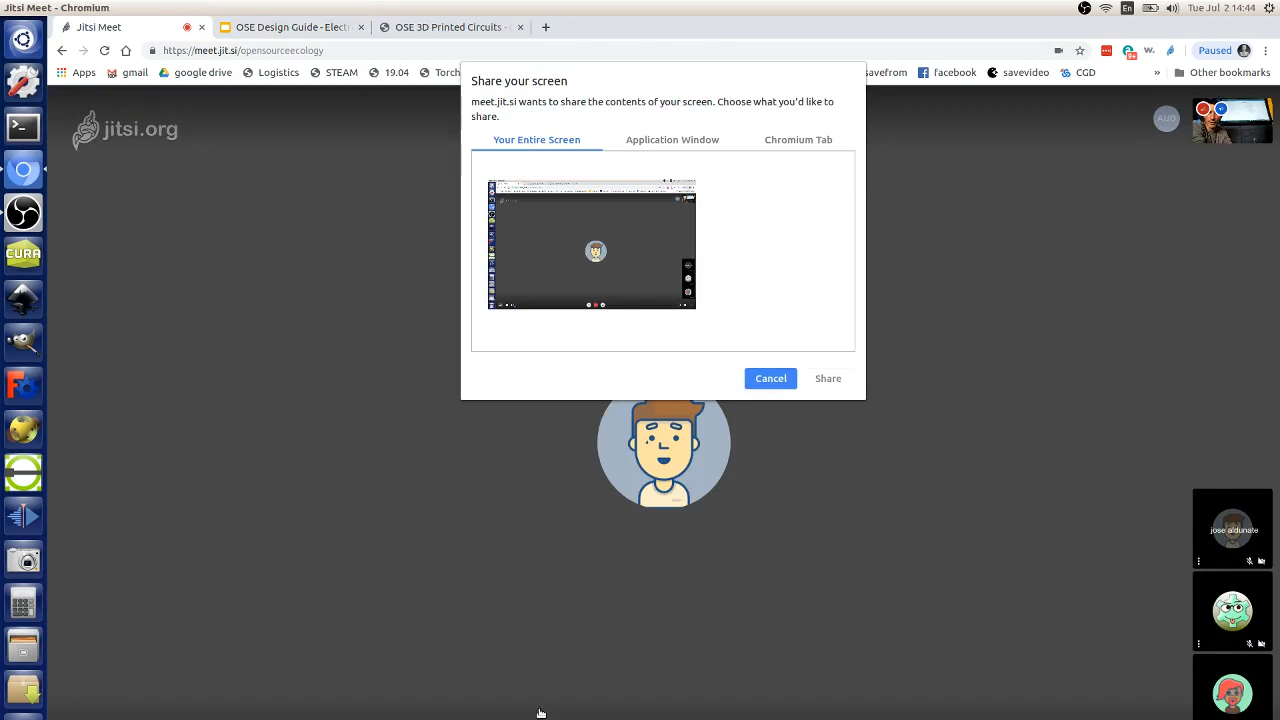 Jitsi Meet - Chromium
En
Tue Jul 2 14:44
Jitsi Meet
OSE Design Guide - Elect
OSE 3D Printed Circuits -
https://meet.jit.si/opensourceecology
W.
Paused
Apps
gmail
google drive
Logistics
STEAM
19.04
Torch
savefrom
facebook
savevideo
CGD
»
Other bookmarks
jitsi.org
AUD
Share your screen
meet.jit.si wants to share the contents of your screen. Choose what you'd like to
share.
Your Entire Screen
Application Window
Chromium Tab
Cancel
Share
CURA
jose aldunate